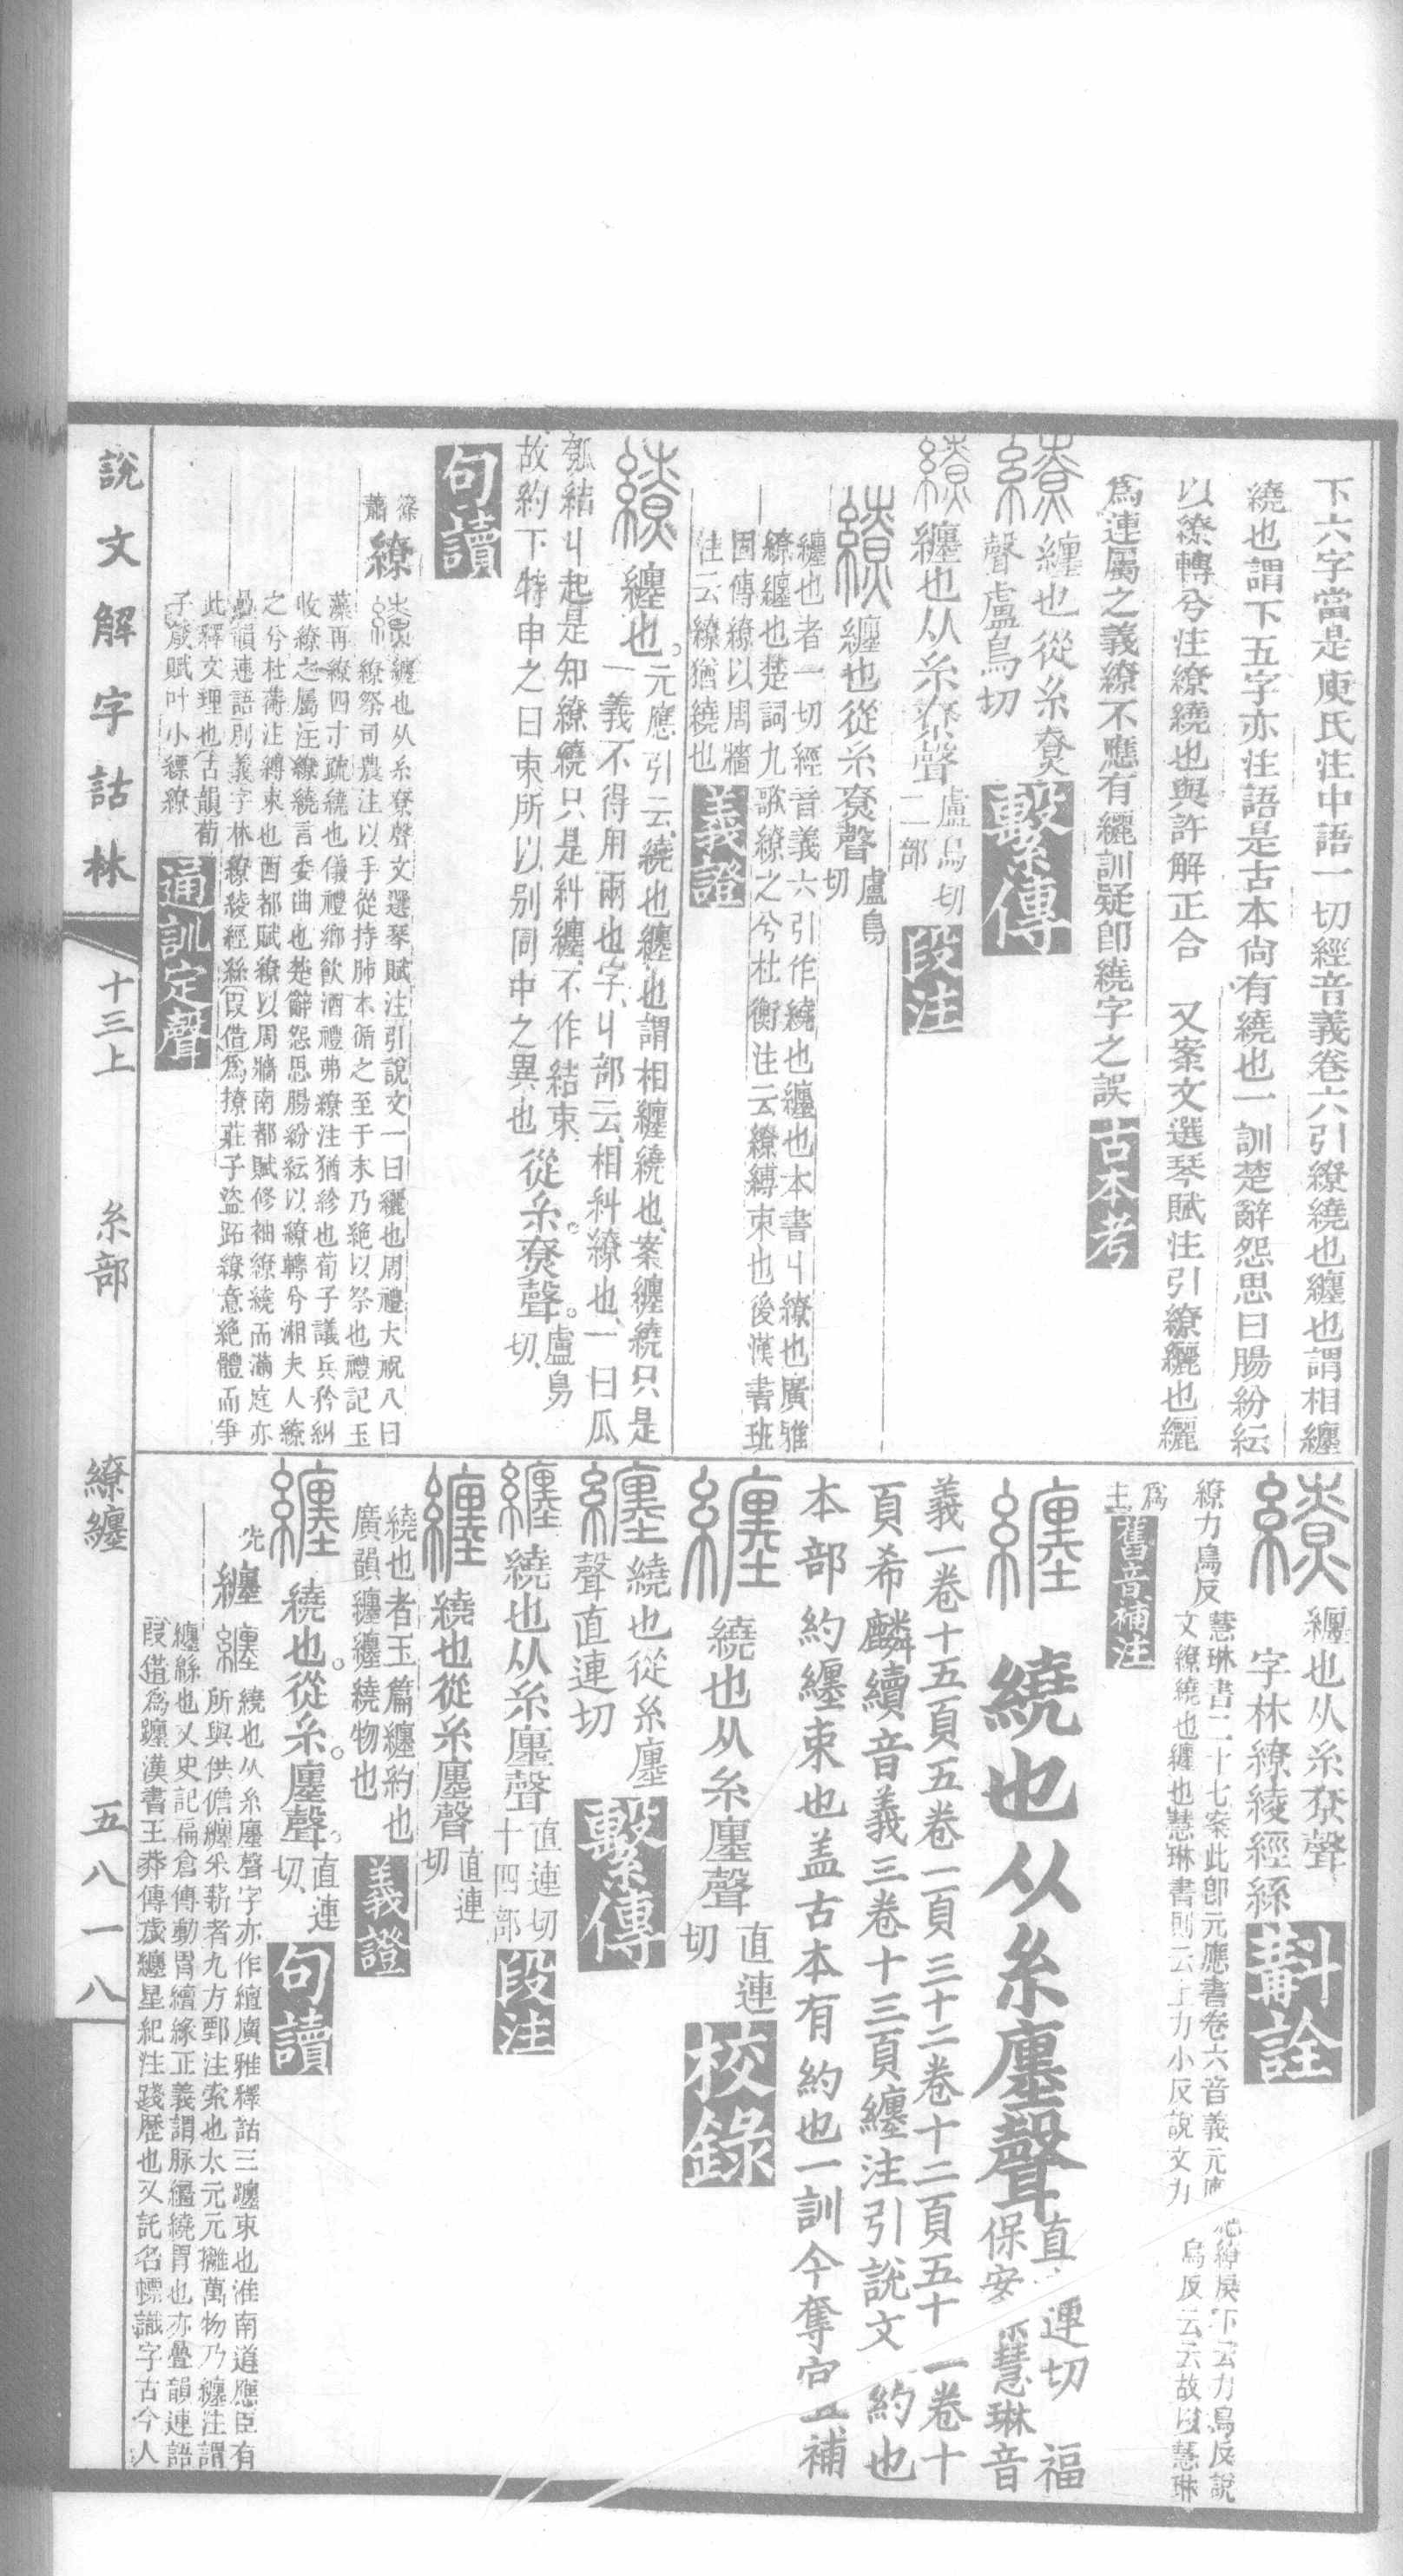 下六字當是庾氏注中語一切經音義卷六引繚繞也纏也謂相纏
繞也謂下五字亦注語是古本尙有繞也一訓楚辭怨思曰腸紛紜
以繚轉兮注繚繞也與許解正合　又案文選琴賦注引繚纚也纚
爲連屬之義繚不應有纚訓疑卽繞字之誤 古本考
繚 纏也從糸尞
聲盧鳥切 繫傳
繚 纏也从糸尞聲 盧鳥切
二部 段注
繚 纏也從糸尞聲 盧鳥
切
纏也者一切經音義六引作繞也纏也本書丩繚也廣雅
繚纏也楚詞九歌繚之兮杜衡注云繚縛束也後漢書班
固傳繚以周牆
注云繚猶繞也 義證
繚 纏也。元應引云、繞也、纏也、謂相纏繞也、案纏繞只是
一義、不得用兩也字、丩部云、相糾繚也、一曰瓜
瓠結丩起、是知繚繞只是糾纏、不作結束、
故約下特申之曰束、所以别同中之異也 從糸。尞聲。盧鳥
切、
句讀
篠
蕭 繚 繚 纏也从糸尞聲文選琴賦注引說文一曰纚也周禮大祝八曰
繚祭司農注以手從持肺本循之至于末乃絶以祭也禮記玉
藻再繚四寸疏繞也儀禮鄉飲酒禮弗繚注猶紾也荀子議兵矜糾
收繚之屬注繚繞言委曲也楚辭怨思腸紛紜以繚轉兮湘夫人繚
之兮杜蘅注縛束也西都賦繚以周牆南都賦修袖繚繞而滿庭亦
疊韻連語則義字林繚綾經絲叚借爲撩莊子盜跖繚意絶體而爭
此釋文理也古韻荀
子箴賦叶小縹繚 通訓定聲
繚 纏也从糸尞聲
字林繚綾經絲 斠詮
繚力鳥反 慧琳書二十七案此卽元應書卷六音義元應
力鳥反說
文繚繞也纏也慧琳書則云上力小反說文力
鳥反云云故以慧琳
爲
主 舊音補注
纏 繞也从糸廛聲 直連切　福
保案慧琳音
義一卷十五頁五卷二頁三十二卷十二頁五十一卷十
頁希麟續音義三卷十三頁纏注引說文約也
本部約纏束也盖古本有約也一訓今奪宜補
纏 繞也从糸廛聲 直連
切 校錄
纏 繞也從糸廛
聲直連切 繫傳
纏 繞也从糸廛聲 直連切
十四部 段注
纏 繞也從糸廛聲 直連
切
繞也者玉篇纏約也
廣韻纏纏繞物也 義證
纏 繞也。從糸。廛聲。直連
切、 句讀
先 纏 纏 繞也从糸廛聲字亦作繵廣雅釋詁三躔束也淮南道應臣有
所與供儋纏采薪者九方堙注索也太元元攡萬物乃纏注謂
纏緜也又史記扁倉傳動胃繵緣正義謂脉纏繞胃也亦疊韻連語
叚借爲躔漢書王莽傳歲纏星紀注踐歷也又託名幖識字古今人
說文解字詁林
十三上
糸部
繚纏
五八一八